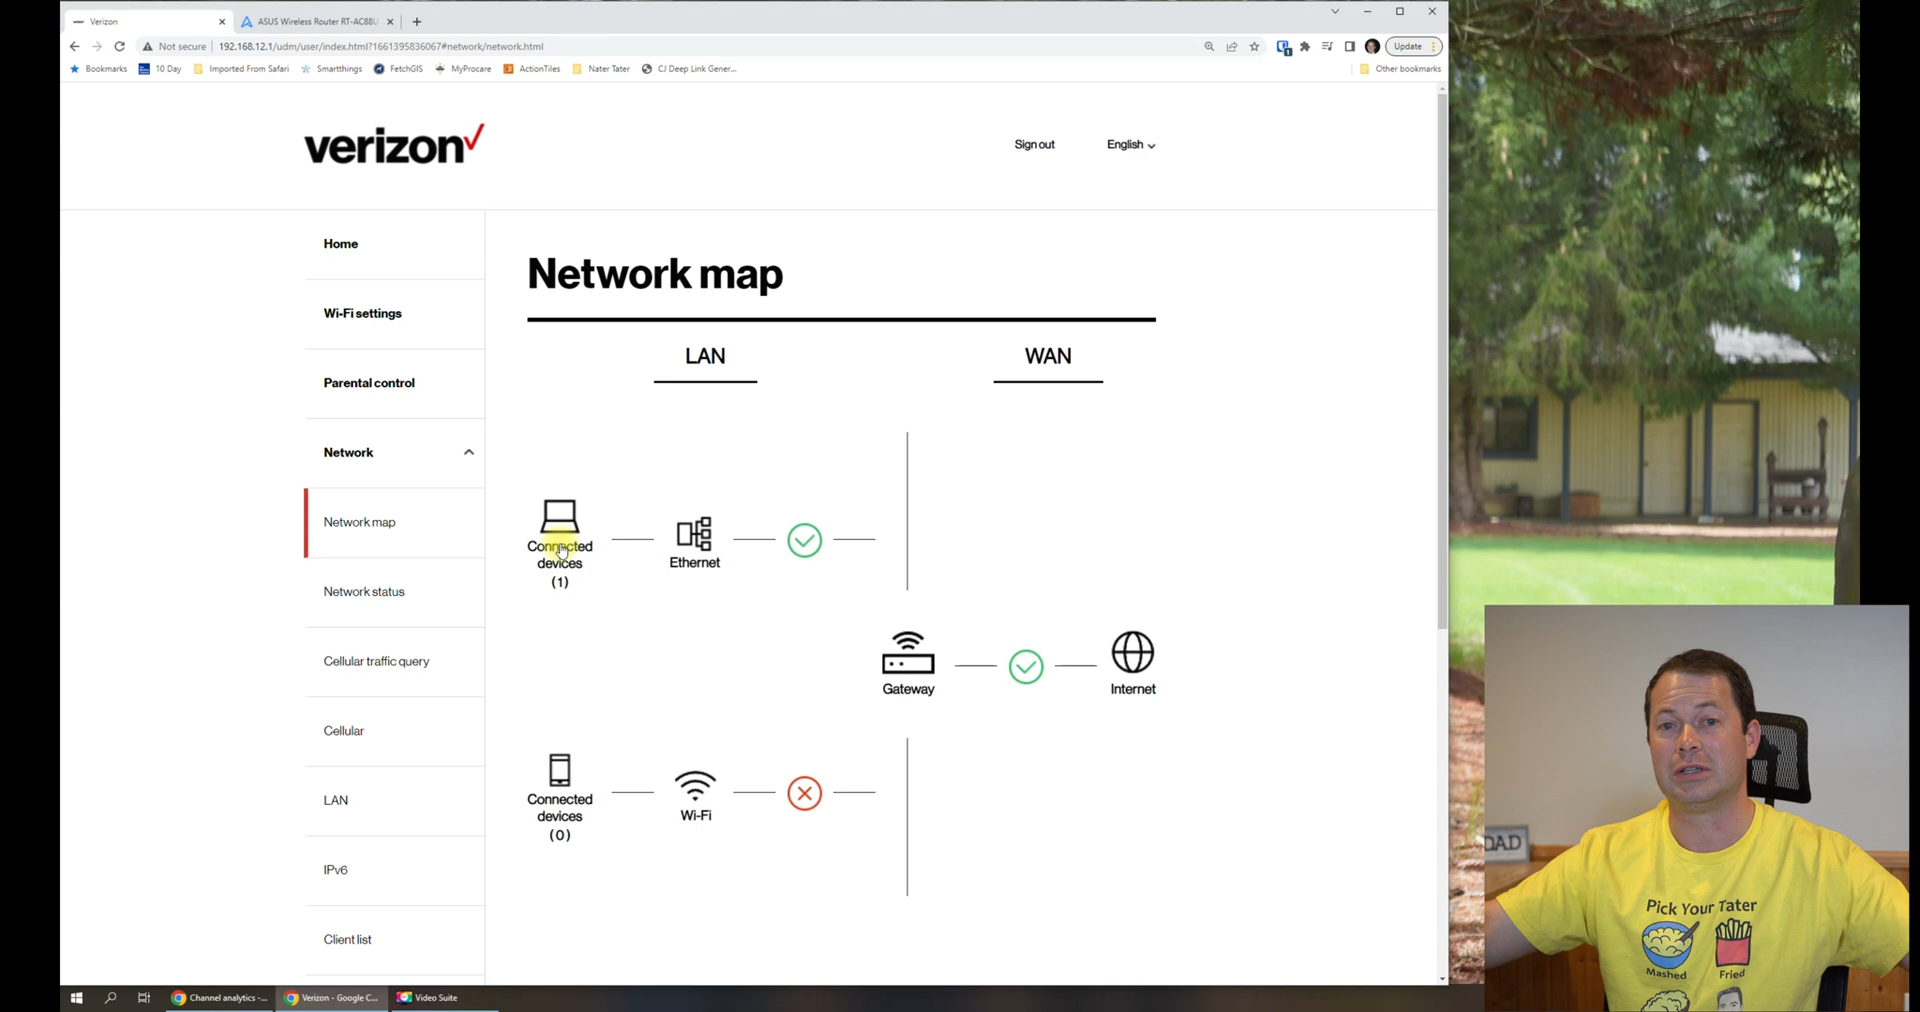 Verizon
ASUS Wireless Router RT-AC88U
Not secure
192.168.12.1/udm/user/index.html?1661395836067#network/network.html
Update
Bookmarks
10 Day
Imported From Safari
Smartthings
FetchGIS
MyProcare
ActionTiles
Nater Tater
CJ Deep Link Gener...
Other bookmarks
verizon
Sign out
English
Home
Wi-Fi settings
Parental control
Network
Network map
Network status
Cellular traffic query
Cellular
LAN
IPv6
Client list
Network map
LAN
WAN
Connected
devices
(1)
Ethernet
Gateway
Internet
Connected
devices
(0)
Wi-Fi
DAD
Pick Your Tater
Mashed
Fried
Channel analytics -...
Verizon - Google C...
Video Suite